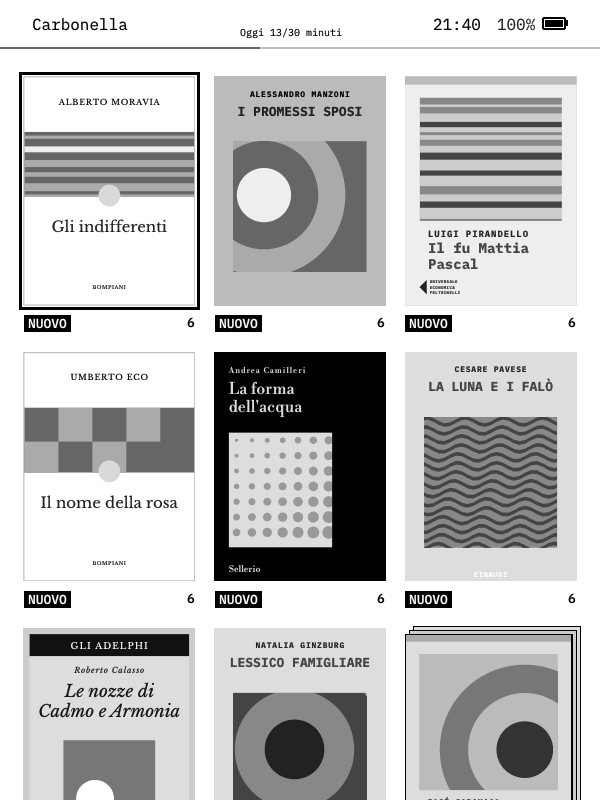 Carbonella
Oggi 13/30 minuti
21:40 100%
ALBERTO MORAVIA
Gli indifferenti
BOMPIANI
NUOVO 6
ALESSANDRO MANZONI
I PROMESSI SPOSI
NUOVO 6
LUIGI PIRANDELLO
Il fu Mattia
Pascal
UNIVERSALE
ECONOMICA
FELTRINELLI
NUOVO 6
UMBERTO ECO
Il nome della rosa
BOMPIANI
NUOVO 6
Andrea Camilleri
La forma
dell'acqua
Sellerio
NUOVO 6
CESARE PAVESE
LA LUNA E I FALÒ
EINAUDI
NUOVO 6
GLI ADELPHI
Roberto Calasso
Le nozze di
Cadmo e Armonia
NATALIA GINZBURG
LESSICO FAMIGLIARE